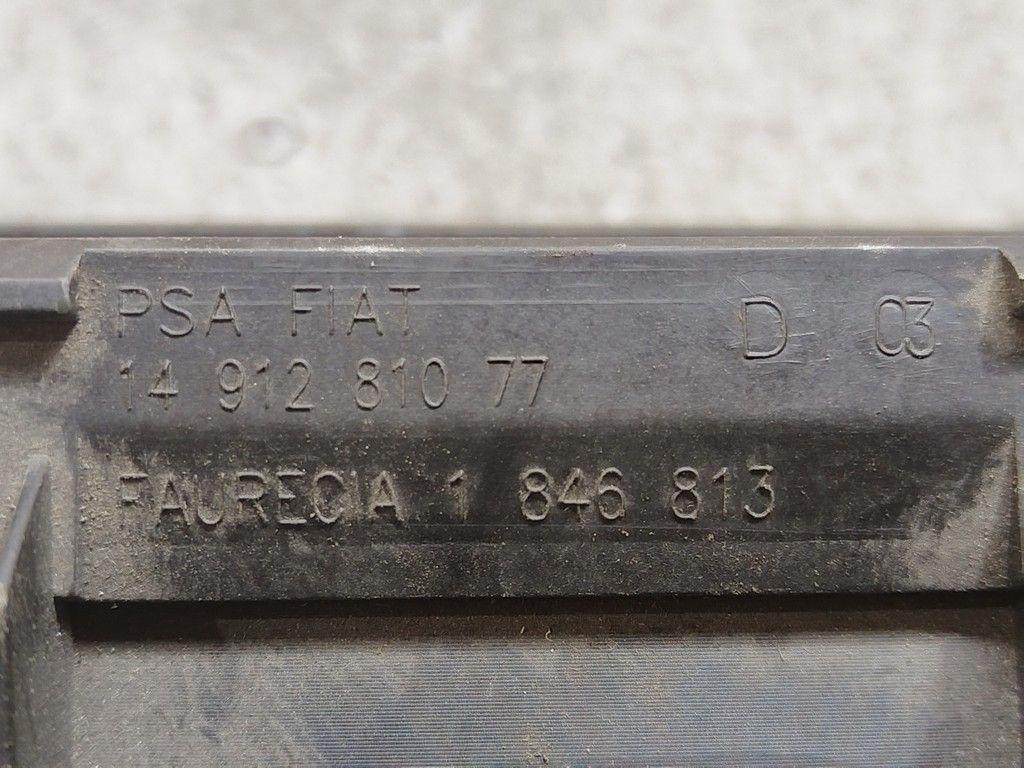 PSA FIAT D 03
14 912 810 77
FAURECIA 1 846 813